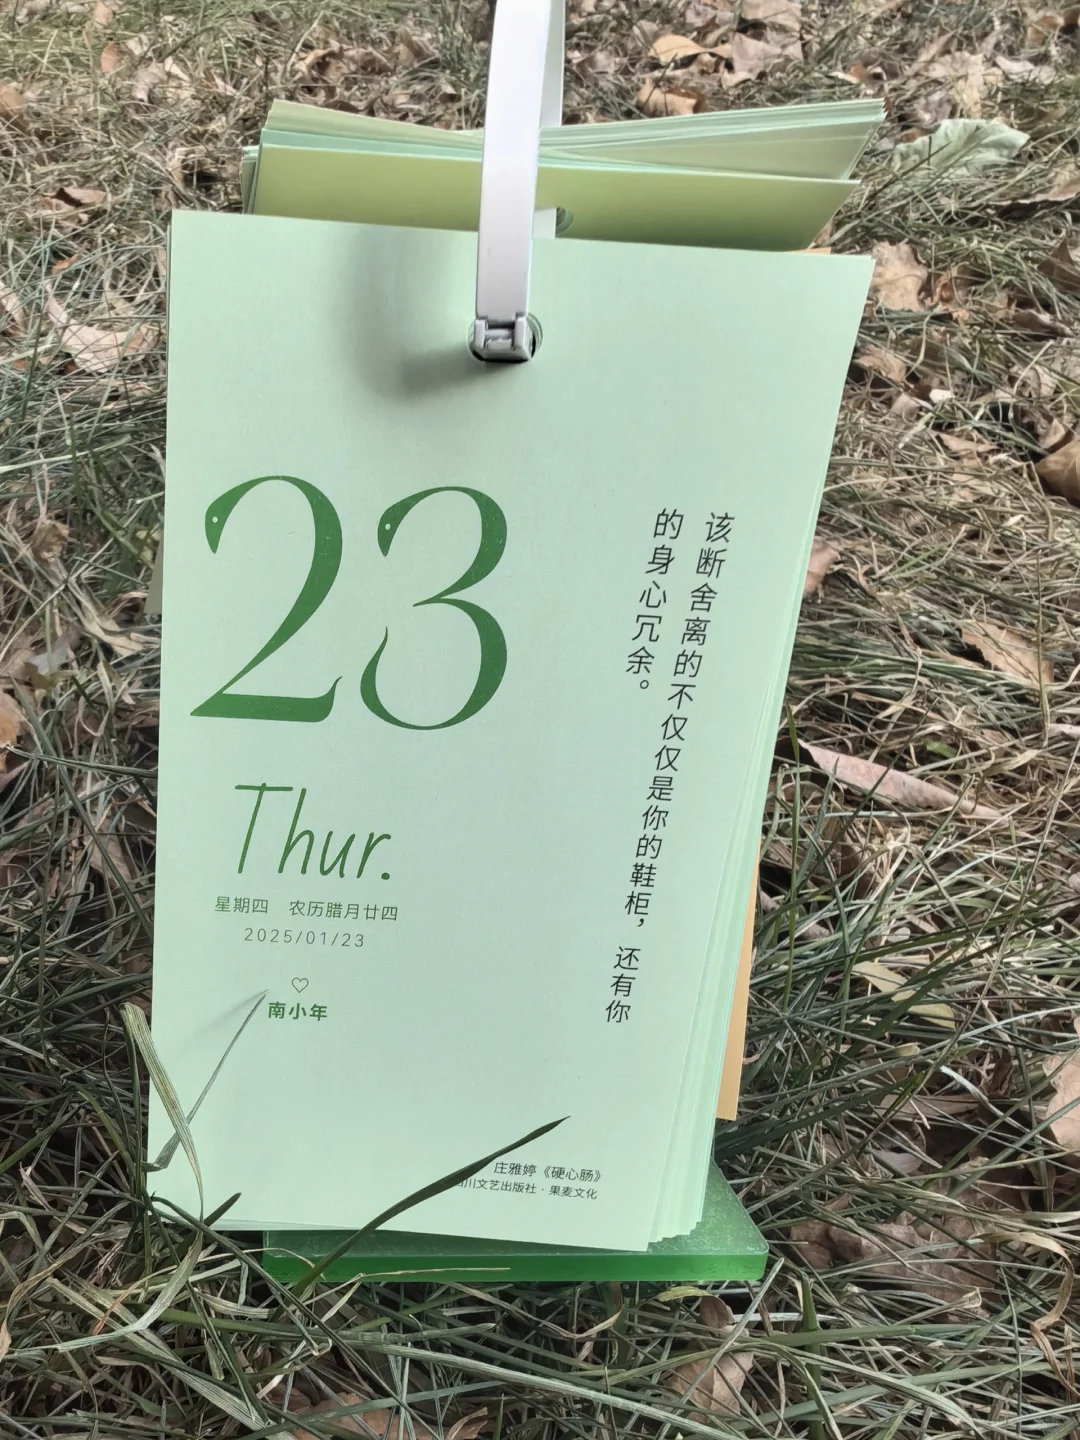 23
Thur.
星期四 农历腊月廿四
2025/01/23
南小年
该断舍离的不仅仅是你的鞋柜，还有你
的身心冗余。
庄雅婷《硬心肠》
川文艺出版社·果麦文化